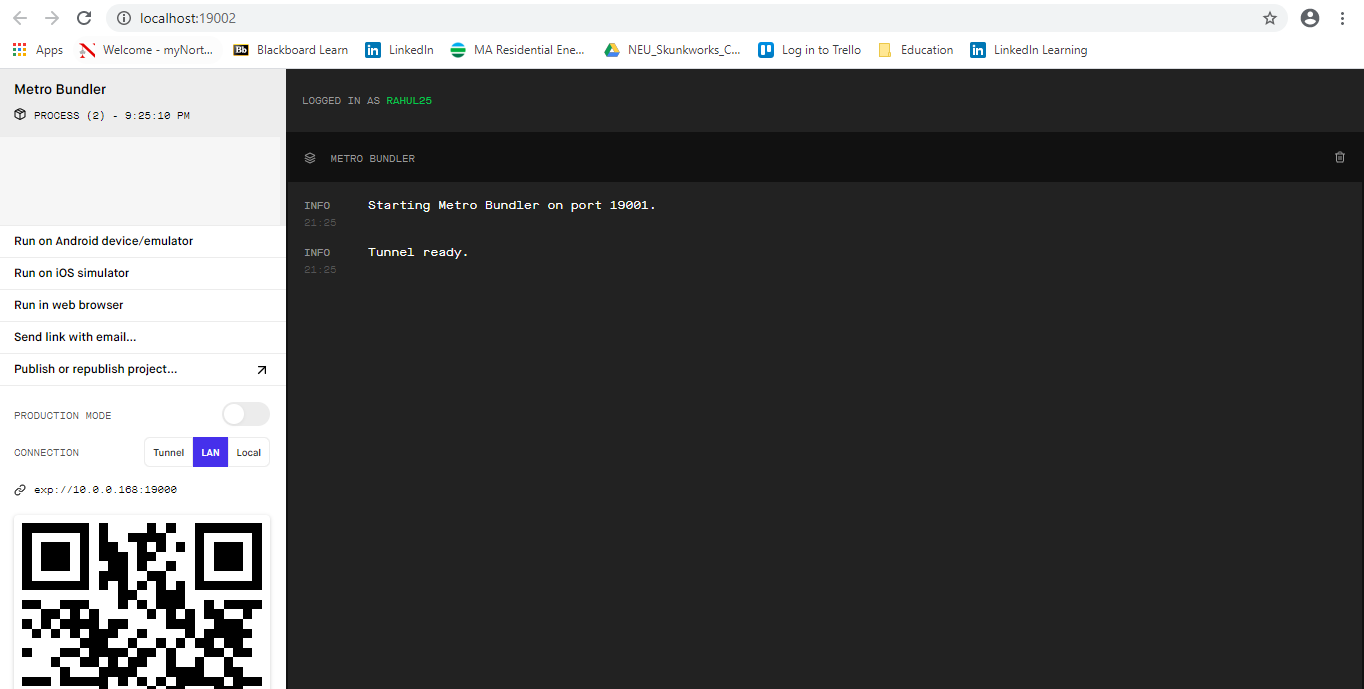 localhost:19002
Apps Welcome - myNort... Bb Blackboard Learn in LinkedIn MA Residential Ene... NEU_Skunkworks_C... Log in to Trello Education in LinkedIn Learning
Metro Bundler
PROCESS (2) - 9:25:10 PM
Run on Android device/emulator
Run on iOS simulator
Run in web browser
Send link with email...
Publish or republish project...
PRODUCTION MODE
CONNECTION Tunnel LAN Local
exp://10.0.0.168:19000
LOGGED IN AS RAHUL25
METRO BUNDLER
INFO Starting Metro Bundler on port 19001.
21:25
INFO Tunnel ready.
21:25